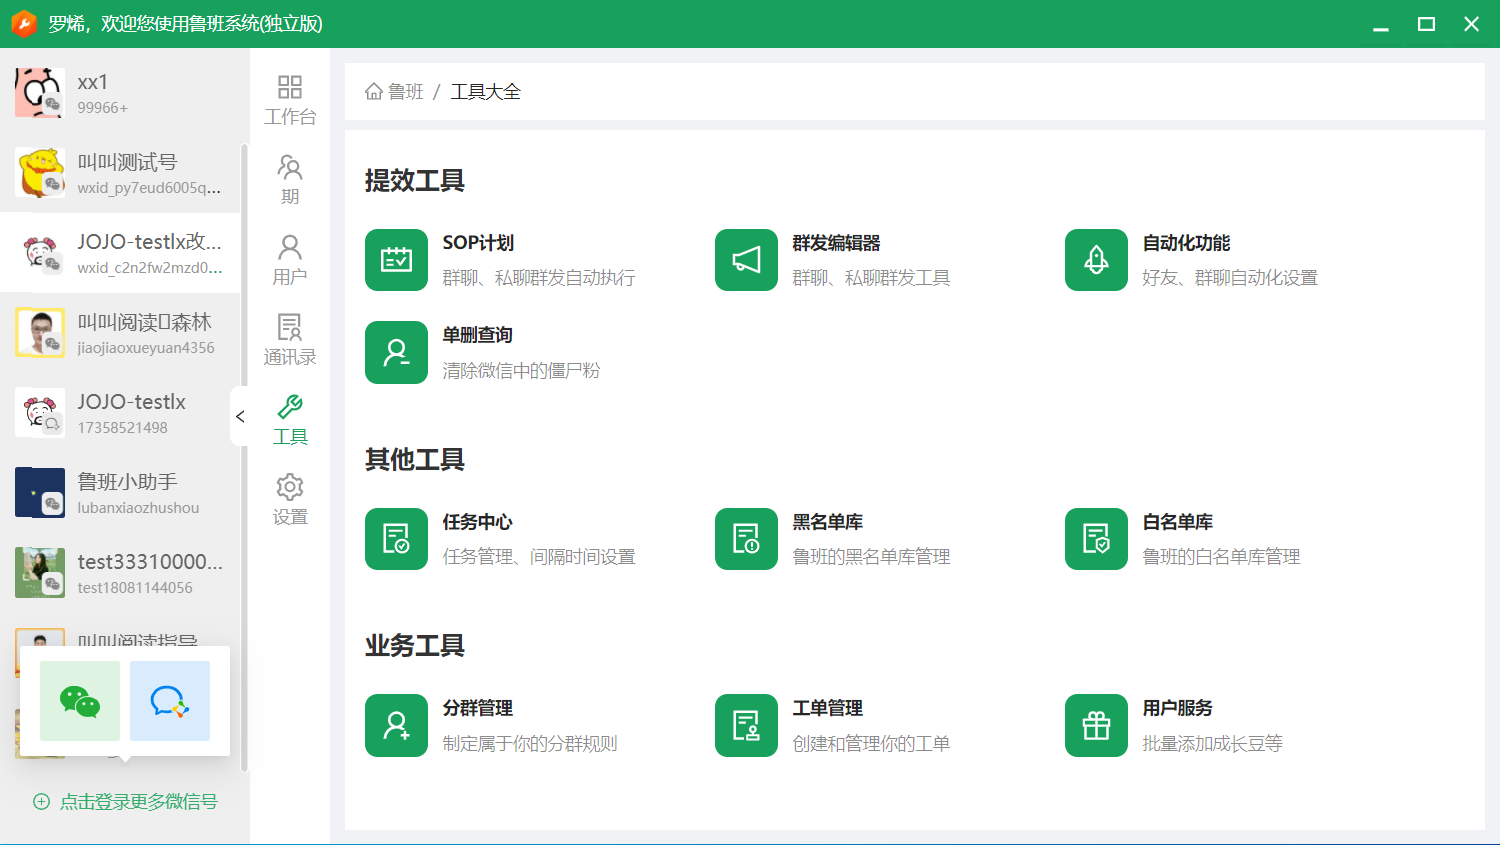 罗烯，欢迎您使用鲁班系统(独立版)
xx1
99966+
叫叫测试号
wxid_py7eud6005q...
JOJO-testlx改...
wxid_c2n2fw2mzd0...
叫叫阅读▯森林
jiaojiaoxueyuan4356
JOJO-testlx
17358521498
鲁班小助手
lubanxiaozhushou
test33310000...
test18081144056
叫叫阅读指导
点击登录更多微信号
工作台
期
用户
通讯录
工具
设置
鲁班 / 工具大全
提效工具
SOP计划
群聊、私聊群发自动执行
群发编辑器
群聊、私聊群发工具
自动化功能
好友、群聊自动化设置
单删查询
清除微信中的僵尸粉
其他工具
任务中心
任务管理、间隔时间设置
黑名单库
鲁班的黑名单库管理
白名单库
鲁班的白名单库管理
业务工具
分群管理
制定属于你的分群规则
工单管理
创建和管理你的工单
用户服务
批量添加成长豆等